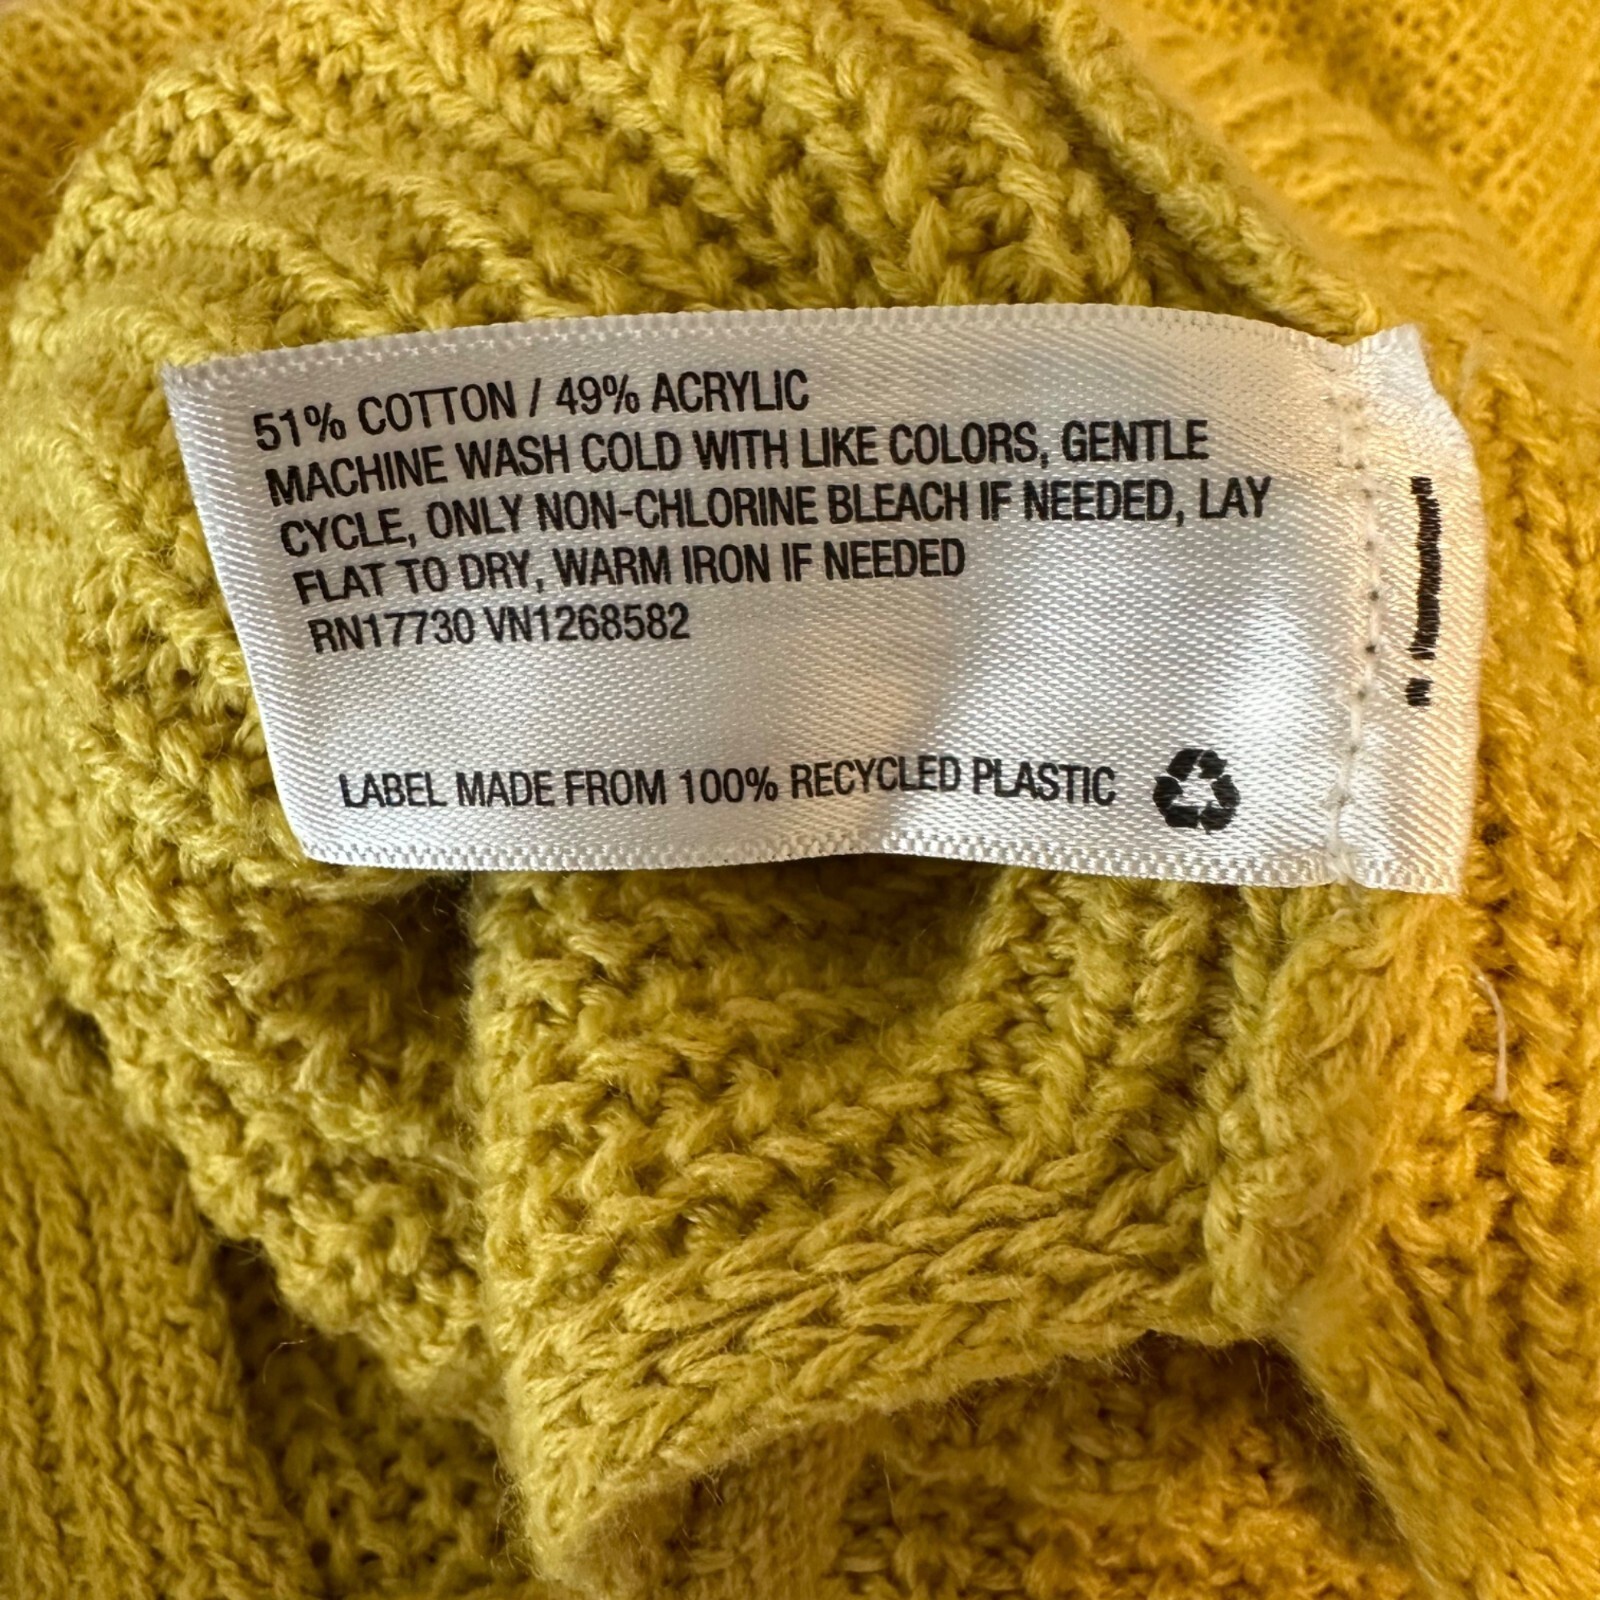 51% COTTON / 49% ACRYLIC
MACHINE WASH COLD WITH LIKE COLORS, GENTLE
CYCLE, ONLY NON-CHLORINE BLEACH IF NEEDED, LAY
FLAT TO DRY, WARM IRON IF NEEDED
RN17730 VN1268582
LABEL MADE FROM 100% RECYCLED PLASTIC